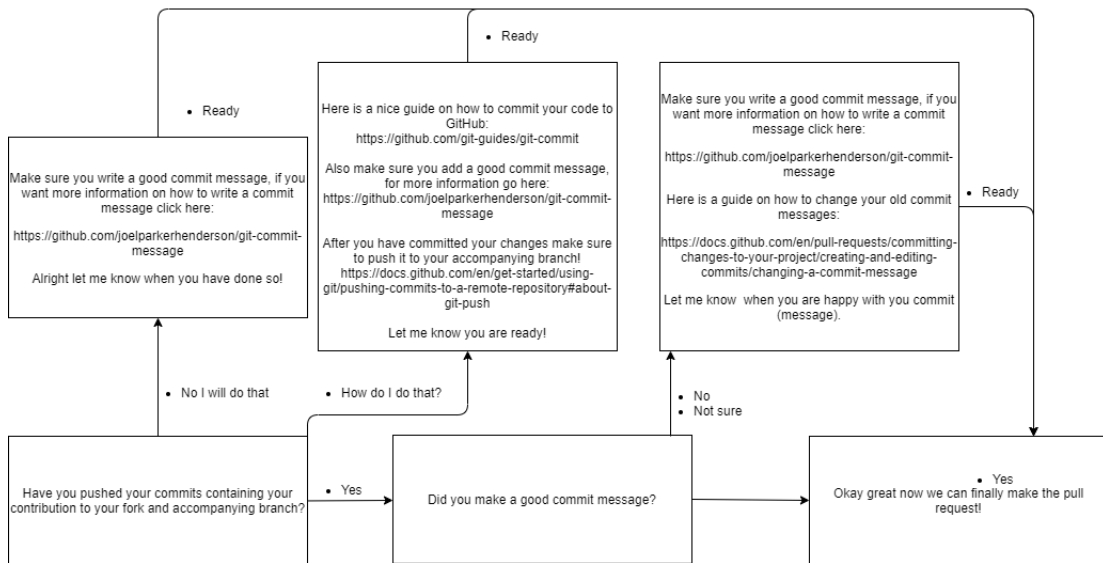 • Ready
• Ready
Make sure you write a good commit message, if you
want more information on how to write a commit
message click here:
https://github.com/joelparkerhenderson/git-commit-
message
Alright let me know when you have done so!
Here is a nice guide on how to commit your code to
GitHub:
https://github.com/git-guides/git-commit
Also make sure you add a good commit message,
for more information go here:
https://github.com/joelparkerhenderson/git-commit-
message
After you have committed your changes make sure
to push it to your accompanying branch!
https://docs.github.com/en/get-started/using-
git/pushing-commits-to-a-remote-repository#about-
git-push
Let me know you are ready!
Make sure you write a good commit message, if you
want more information on how to write a commit
message click here:
https://github.com/joelparkerhenderson/git-commit-
message
Here is a guide on how to change your old commit
messages:
https://docs.github.com/en/pull-requests/committing-
changes-to-your-project/creating-and-editing-
commits/changing-a-commit-message
Let me know  when you are happy with you commit
(message).
• Ready
• No I will do that
• How do I do that?
• No
• Not sure
Have you pushed your commits containing your
contribution to your fork and accompanying branch?
• Yes
Did you make a good commit message?
• Yes
Okay great now we can finally make the pull
request!